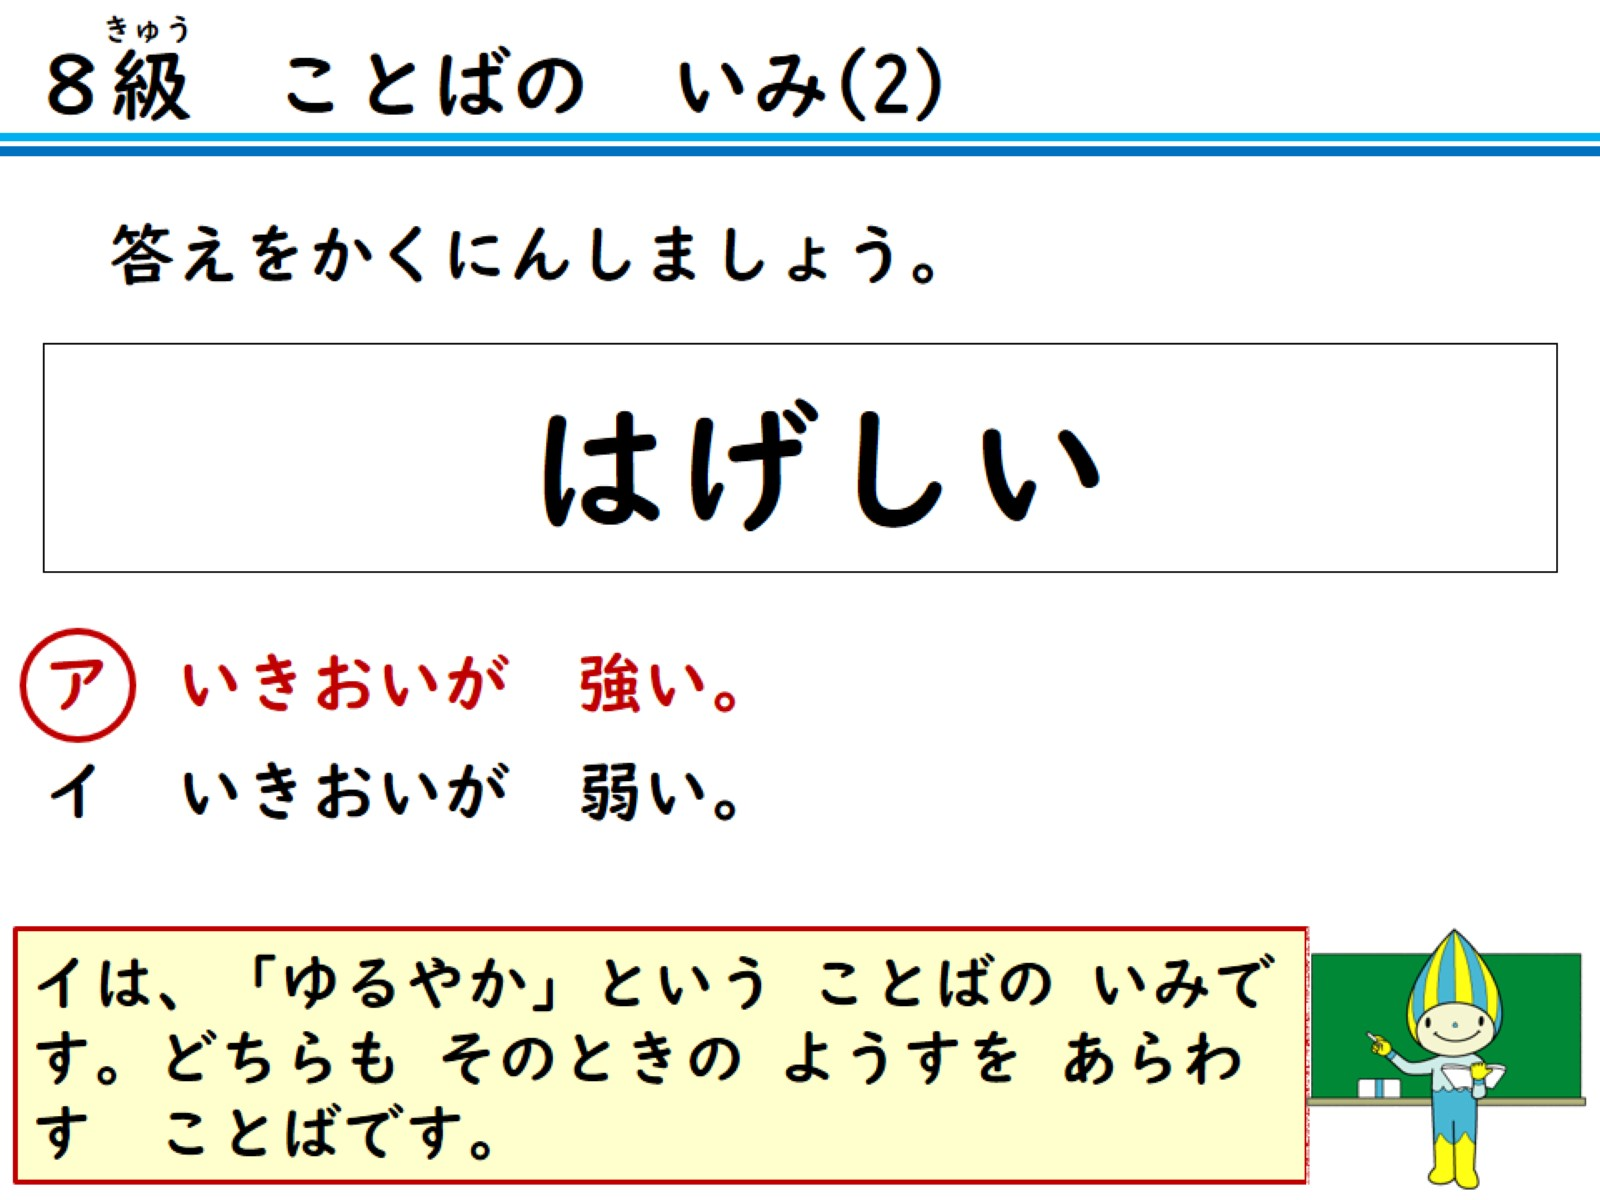 きゅう
８級　ことばの　いみ(2)
答えをかくにんしましょう。
はげしい
ア　いきおいが　強い。
イ　いきおいが　弱い。
イは、「ゆるやか」という ことばの いみで
す。どちらも そのときの ようすを あらわ
す　ことばです。